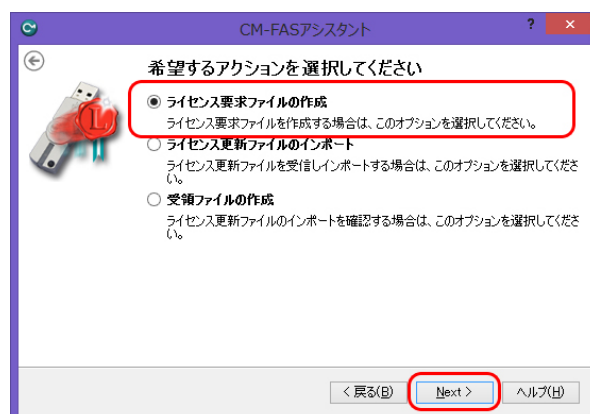 CM-FASアシスタント
?
×
希望するアクションを選択してください
ライセンス要求ファイルの作成
ライセンス要求ファイルを作成する場合は、このオプションを選択してください。
ライセンス更新ファイルのインポート
ライセンス更新ファイルを受信しインポートする場合は、このオプションを選択してくださ
い。
受領ファイルの作成
ライセンス更新ファイルのインポートを確認する場合は、このオプションを選択してくださ
い。
L
< 戻る(B) Next > ヘルプ(H)